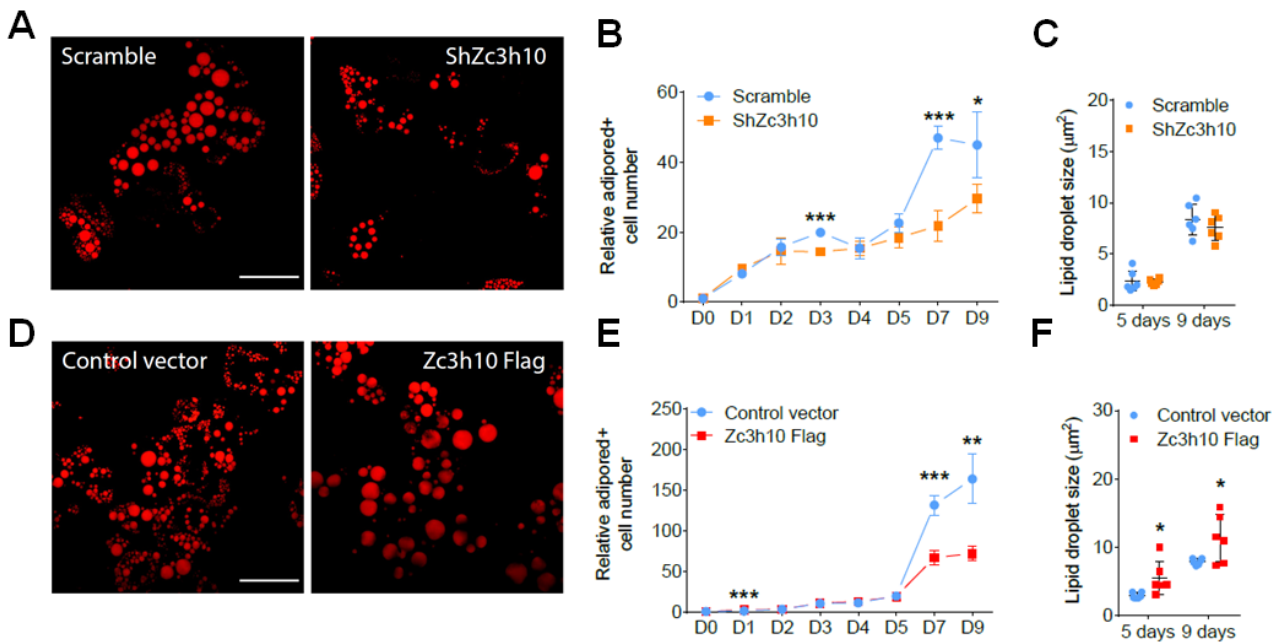 A
Scramble
ShZc3h10
B
Relative adipored+
cell number
60
40
20
0
Scramble
ShZc3h10
***
***
*
D0 D1 D2 D3 D4 D5 D7 D9
C
Lipid droplet size (µm²)
20
15
10
5
0
Scramble
ShZc3h10
5 days 9 days
D
Control vector
Zc3h10 Flag
E
Relative adipored+
cell number
250
200
150
100
50
0
Control vector
Zc3h10 Flag
***
***
**
D0 D1 D2 D3 D4 D5 D7 D9
F
Lipid droplet size (µm²)
30
20
10
0
Control vector
Zc3h10 Flag
*
*
5 days 9 days